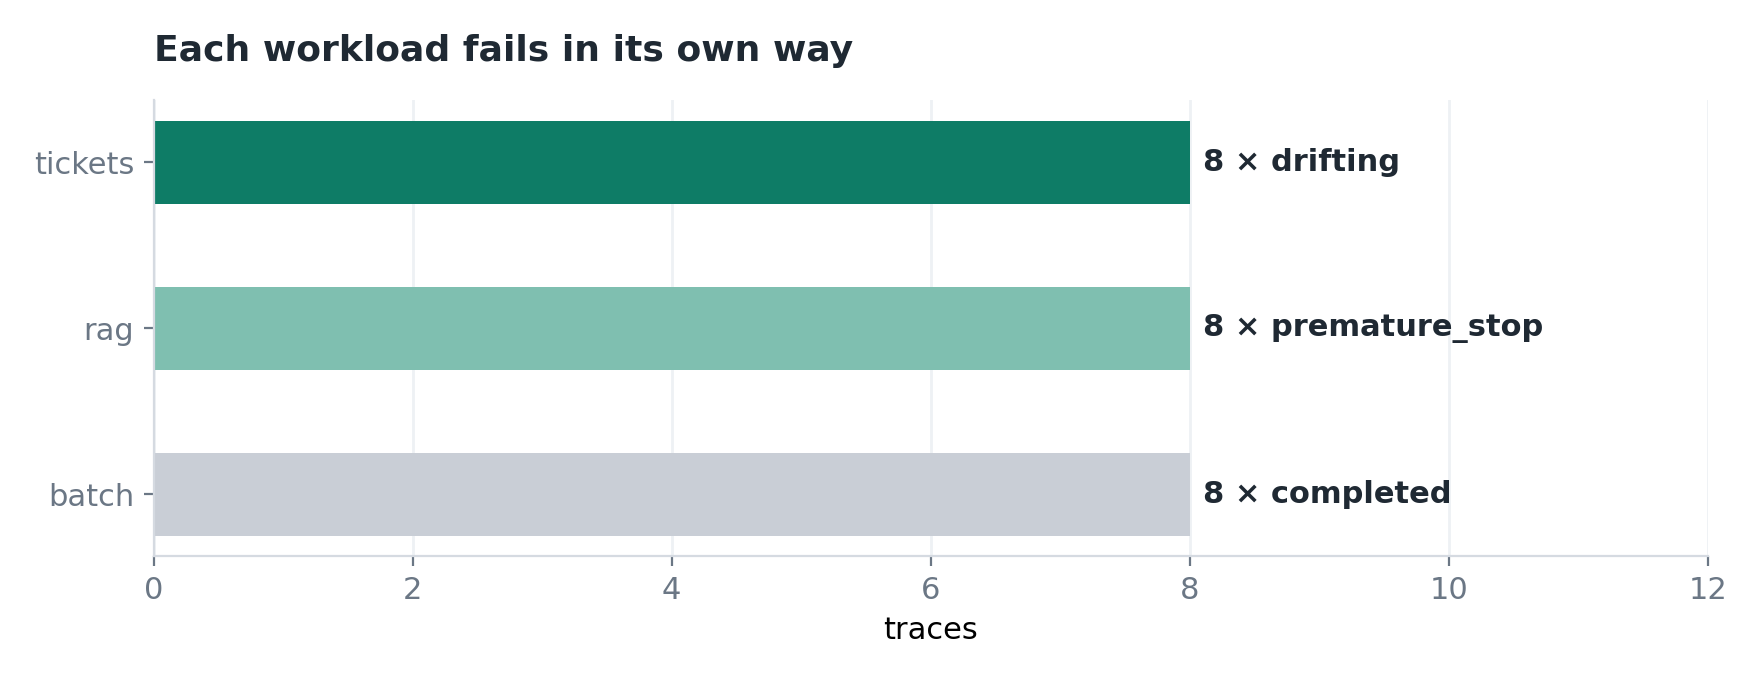 Each workload fails in its own way
tickets
8 × drifting
rag
8 × premature_stop
batch
8 × completed
0 2 4 6 8 10 12
traces